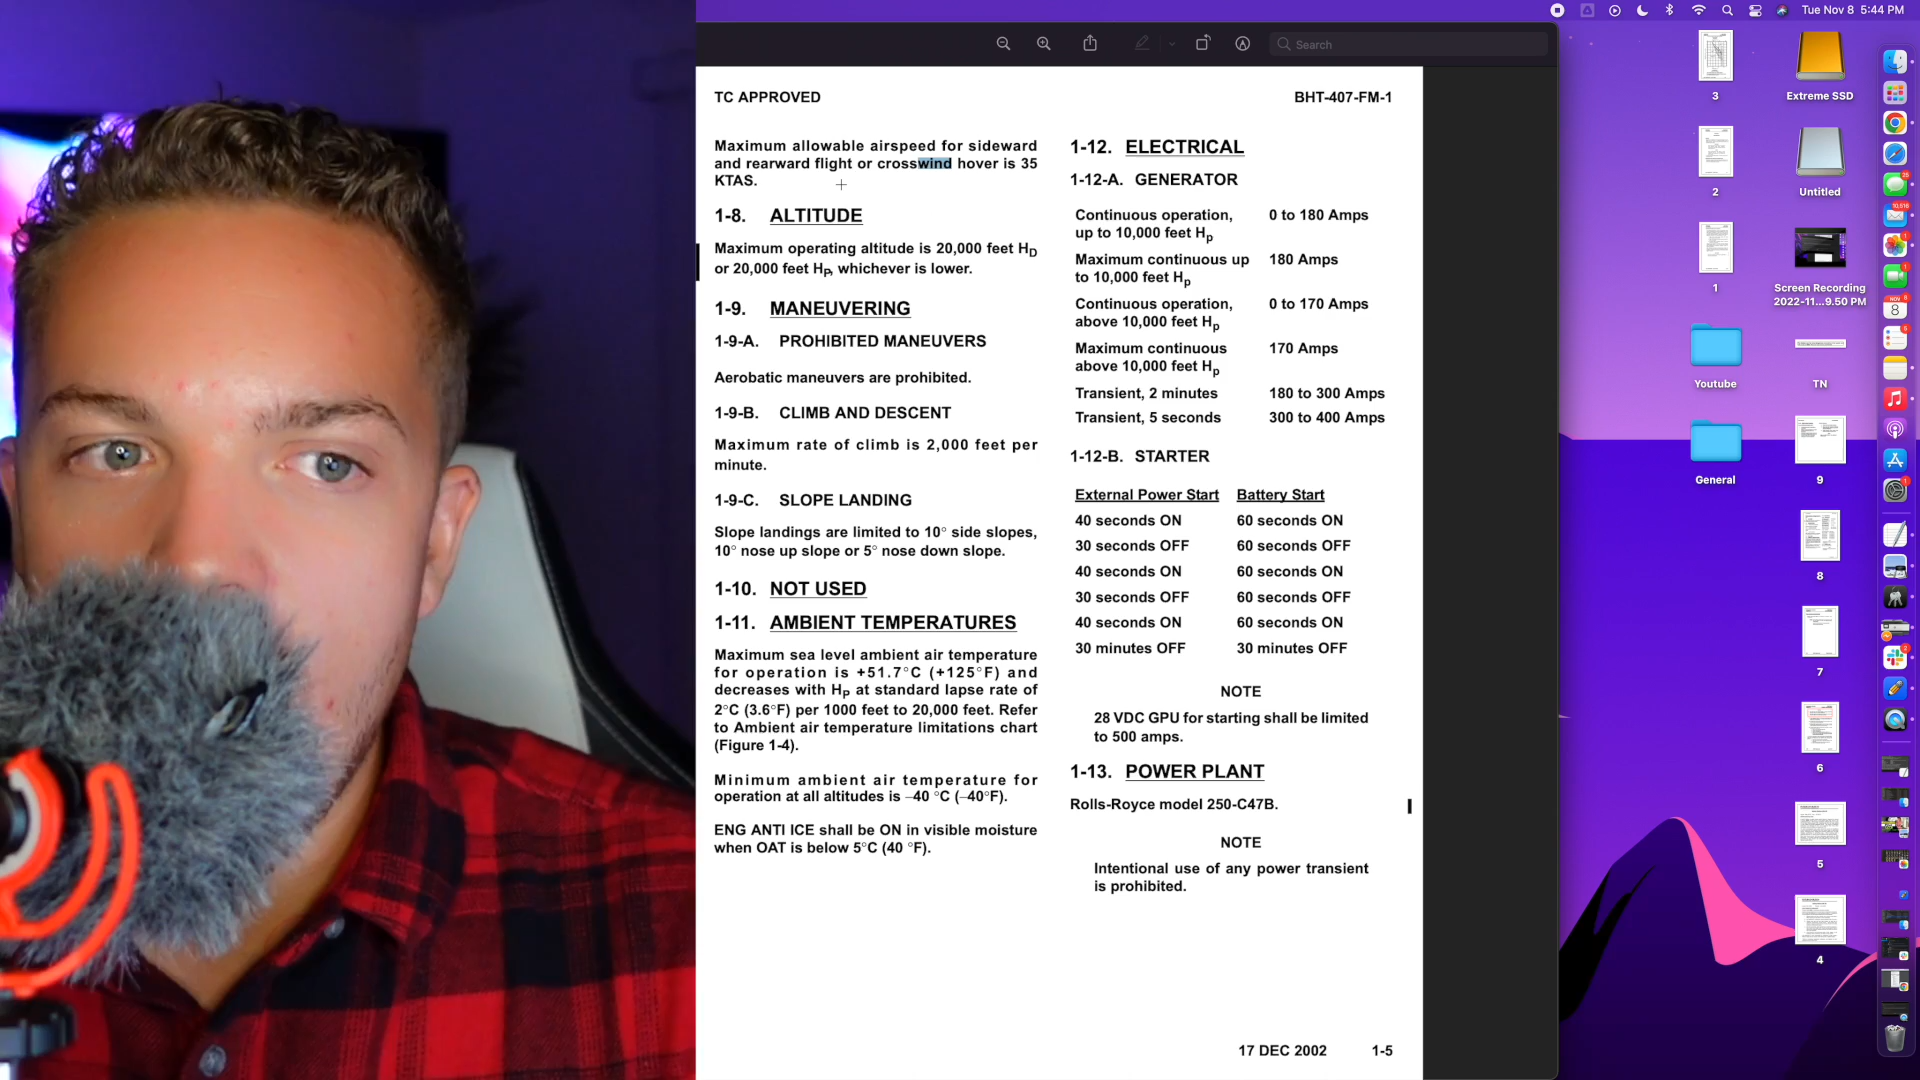 Tue Nov 8 5:44 PM
Search
TC APPROVED
BHT-407-FM-1
Maximum allowable airspeed for sideward
and rearward flight or crosswind hover is 35
KTAS.
1-8. ALTITUDE
Maximum operating altitude is 20,000 feet HD
or 20,000 feet HP, whichever is lower.
1-9. MANEUVERING
1-9-A. PROHIBITED MANEUVERS
Aerobatic maneuvers are prohibited.
1-9-B. CLIMB AND DESCENT
Maximum rate of climb is 2,000 feet per
minute.
1-9-C. SLOPE LANDING
Slope landings are limited to 10° side slopes,
10° nose up slope or 5° nose down slope.
1-10. NOT USED
1-11. AMBIENT TEMPERATURES
Maximum sea level ambient air temperature
for operation is +51.7°C (+125°F) and
decreases with HP at standard lapse rate of
2°C (3.6°F) per 1000 feet to 20,000 feet. Refer
to Ambient air temperature limitations chart
(Figure 1-4).
Minimum ambient air temperature for
operation at all altitudes is –40 °C (–40°F).
ENG ANTI ICE shall be ON in visible moisture
when OAT is below 5°C (40 °F).
1-12. ELECTRICAL
1-12-A. GENERATOR
Continuous operation, 0 to 180 Amps
up to 10,000 feet Hp
Maximum continuous up 180 Amps
to 10,000 feet Hp
Continuous operation, 0 to 170 Amps
above 10,000 feet Hp
Maximum continuous 170 Amps
above 10,000 feet Hp
Transient, 2 minutes 180 to 300 Amps
Transient, 5 seconds 300 to 400 Amps
1-12-B. STARTER
External Power Start Battery Start
40 seconds ON 60 seconds ON
30 seconds OFF 60 seconds OFF
40 seconds ON 60 seconds ON
30 seconds OFF 60 seconds OFF
40 seconds ON 60 seconds ON
30 minutes OFF 30 minutes OFF
NOTE
28 VDC GPU for starting shall be limited
to 500 amps.
1-13. POWER PLANT
Rolls-Royce model 250-C47B.
NOTE
Intentional use of any power transient
is prohibited.
17 DEC 2002 1-5
3
Extreme SSD
2
Untitled
1
Screen Recording
2022-11...9.50 PM
Youtube
TN
General
9
8
7
6
5
4